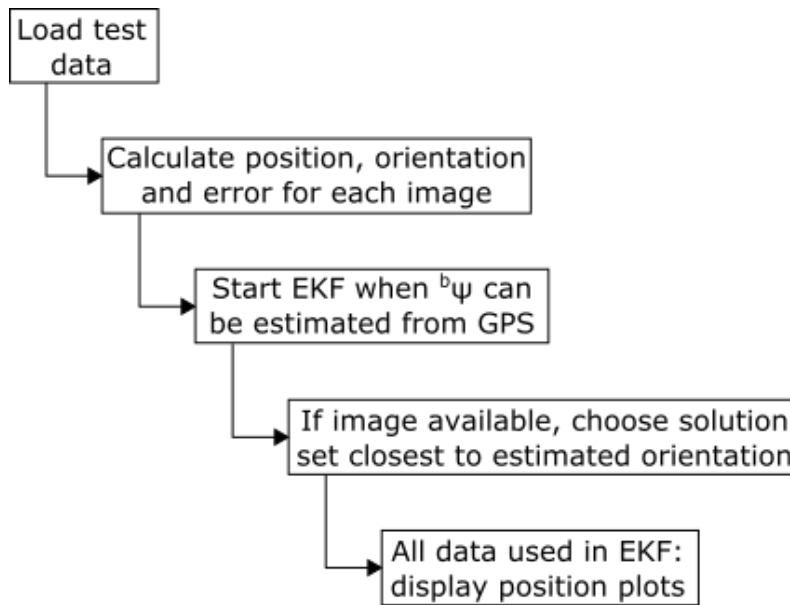 Load test
data
Calculate position, orientation
and error for each image
Start EKF when ᵇψ can
be estimated from GPS
If image available, choose solution
set closest to estimated orientation
All data used in EKF:
display position plots